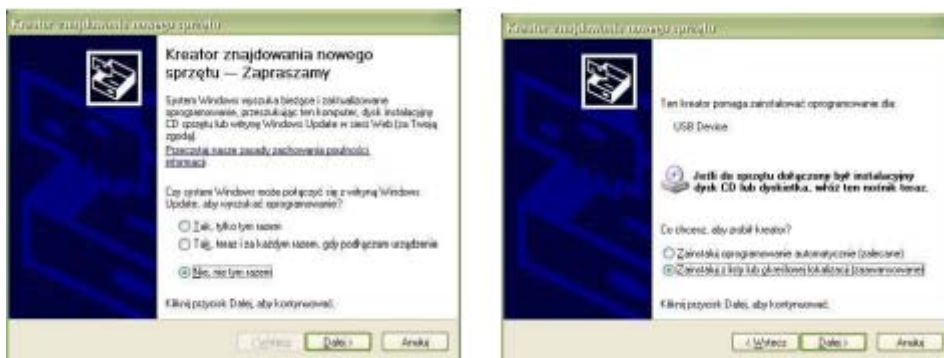 Kreator znajdowania nowego sprzętu
Kreator znajdowania nowego
sprzętu — Zapraszamy
System Windows wyszuka bieżące i zaktualizowane
oprogramowanie, przeszukując ten komputer, dysk instalacyjny
CD sprzętu lub witrynę Windows Update w sieci Web (za Twoją
zgodą).
Przeczytaj nasze zasady zachowania poufności
informacji
Czy system Windows może połączyć się z witryną Windows
Update, aby wyszukać oprogramowanie?
Tak, tylko tym razem
Tak, teraz i za każdym razem, gdy podłączam urządzenie
Nie, nie tym razem
Kliknij przycisk Dalej, aby kontynuować.
< Wstecz
Dalej >
Anuluj
Kreator znajdowania nowego sprzętu
Ten kreator pomaga zainstalować oprogramowanie dla:
USB Device
Jeśli do sprzętu dołączony był instalacyjny
dysk CD lub dyskietka, włóż ten nośnik teraz.
Co chcesz, aby zrobił kreator?
Zainstaluj oprogramowanie automatycznie (zalecane)
Zainstaluj z listy lub określonej lokalizacji (zaawansowane)
Kliknij przycisk Dalej, aby kontynuować.
< Wstecz
Dalej >
Anuluj